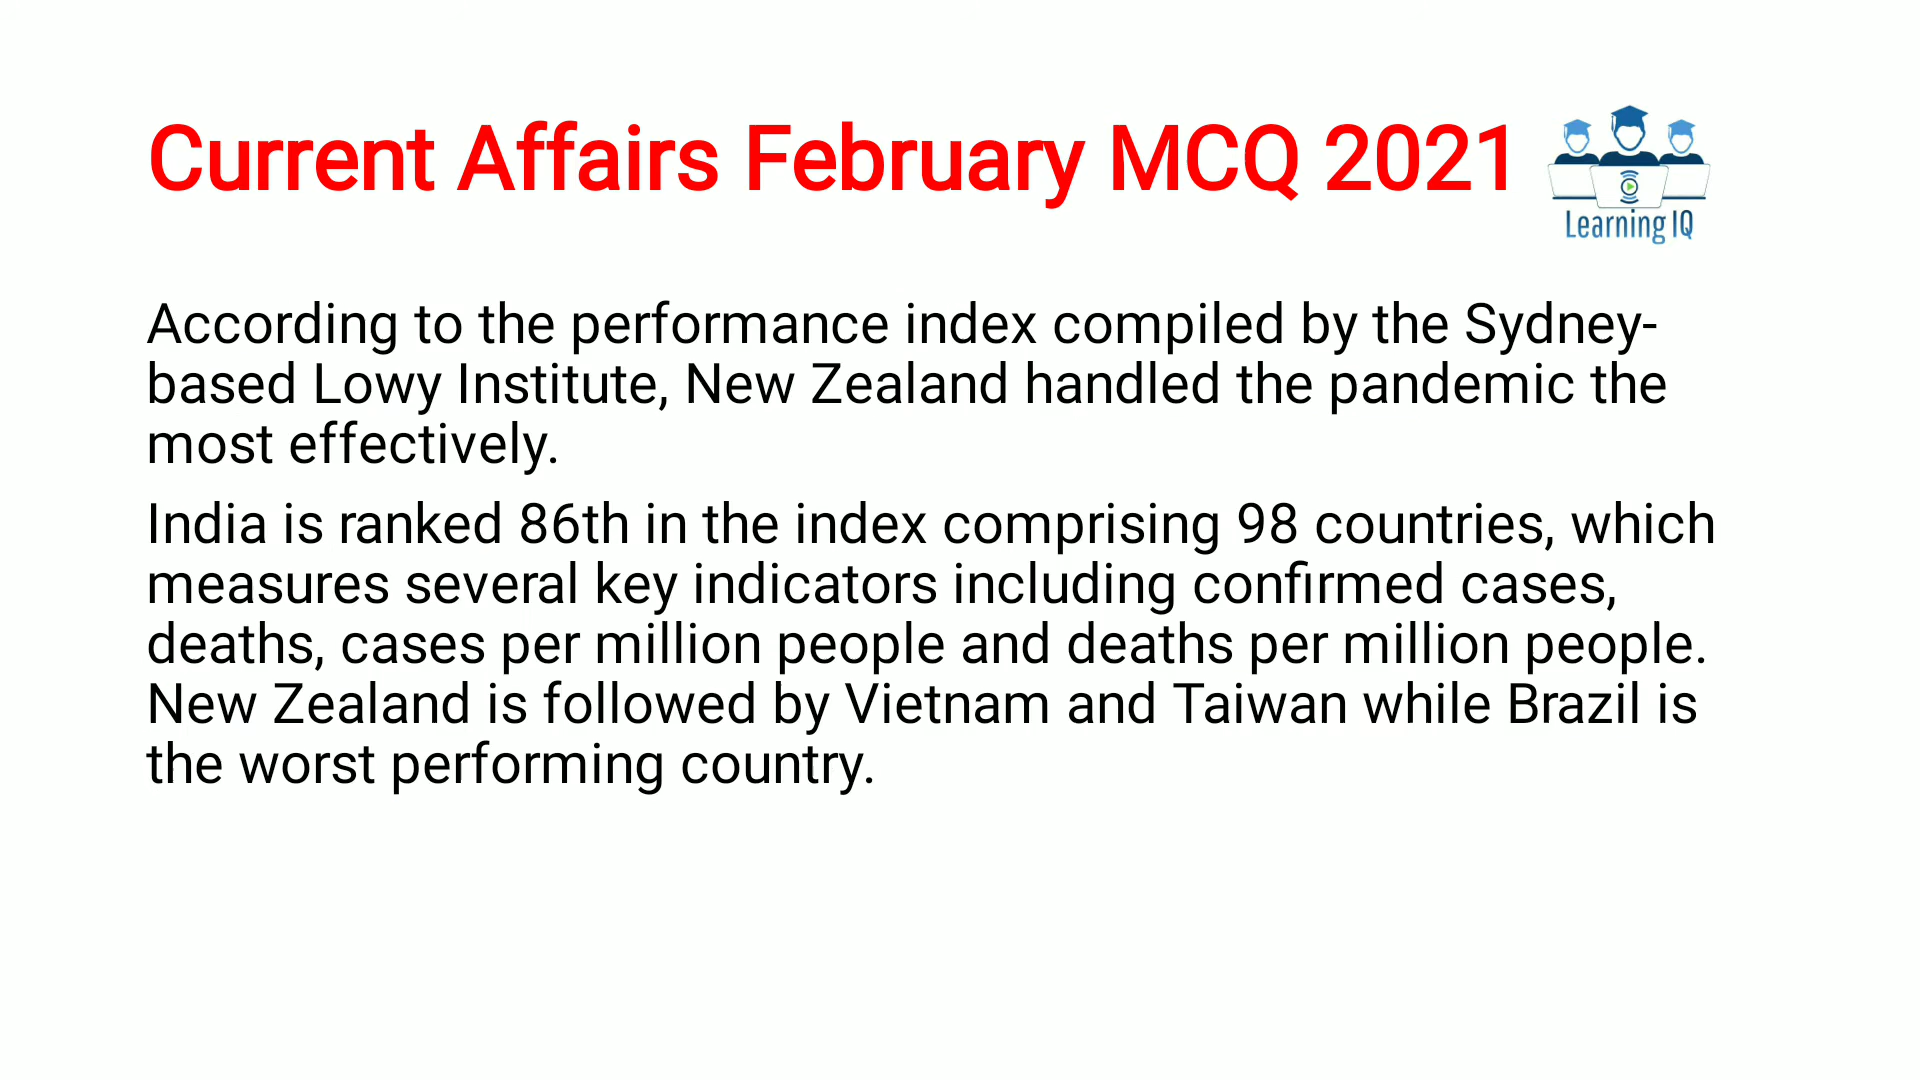 Current Affairs February MCQ 2021
Learning IQ
According to the performance index compiled by the Sydney-
based Lowy Institute, New Zealand handled the pandemic the
most effectively.
India is ranked 86th in the index comprising 98 countries, which
measures several key indicators including confirmed cases,
deaths, cases per million people and deaths per million people.
New Zealand is followed by Vietnam and Taiwan while Brazil is
the worst performing country.